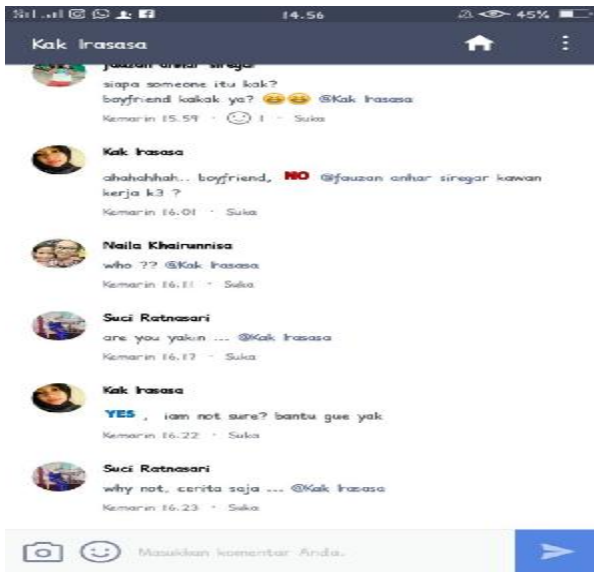 14.56
45%
Kak Irasasa
siapa someone itu kak?
boyfriend kakak ya? @Kak Irasasa
Kemarin 15.59 · 1 · Suka
Kak Irasasa
ahahahhah.. boyfriend, NO @fauzan anhar siregar kawan
kerja k3 ?
Kemarin 16.01 · Suka
Naila Khairunnisa
who ?? @Kak Irasasa
Kemarin 16.11 · Suka
Suci Ratnasari
are you yakin ... @Kak Irasasa
Kemarin 16.17 · Suka
Kak Irasasa
YES , iam not sure? bantu gue yak
Kemarin 16.22 · Suka
Suci Ratnasari
why not, cerita saja ... @Kak Irasasa
Kemarin 16.23 · Suka
Masukkan komentar Anda.